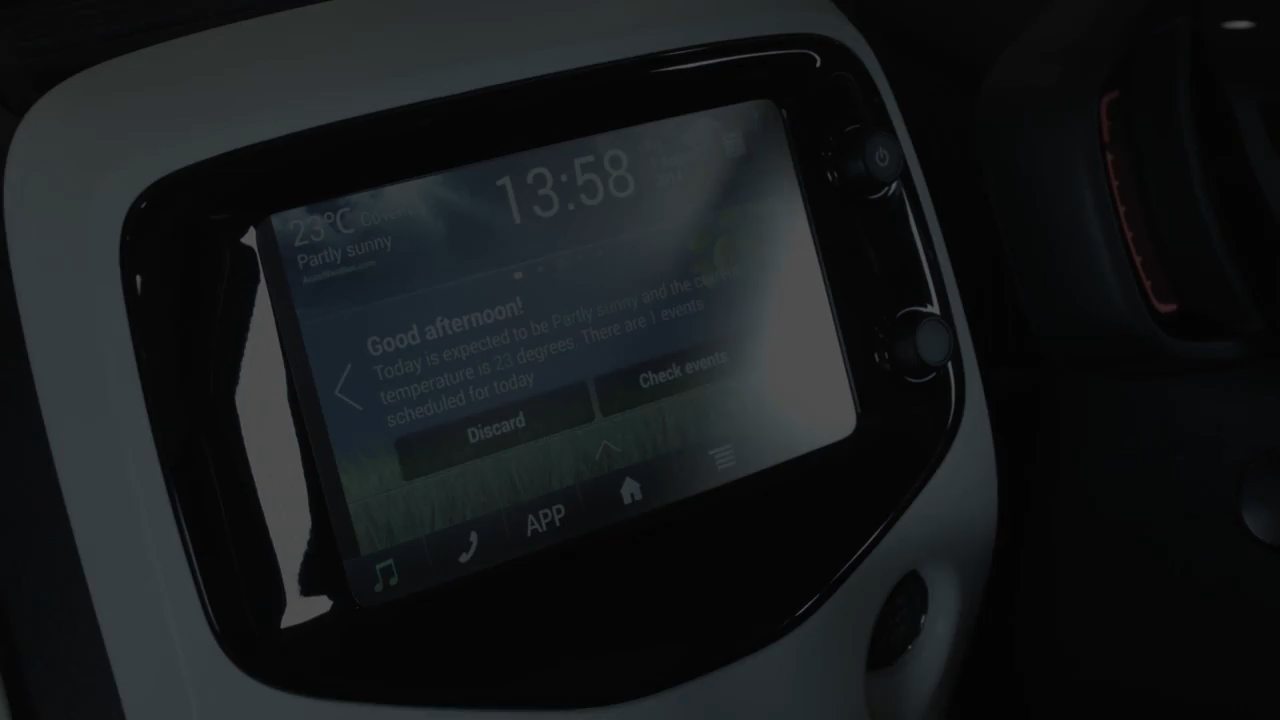 13:58
23°C
Partly sunny
Good afternoon!
Today is expected to be Partly sunny and the
temperature is 23 degrees. There are 1 events
scheduled for today
Discard
Check events
APP